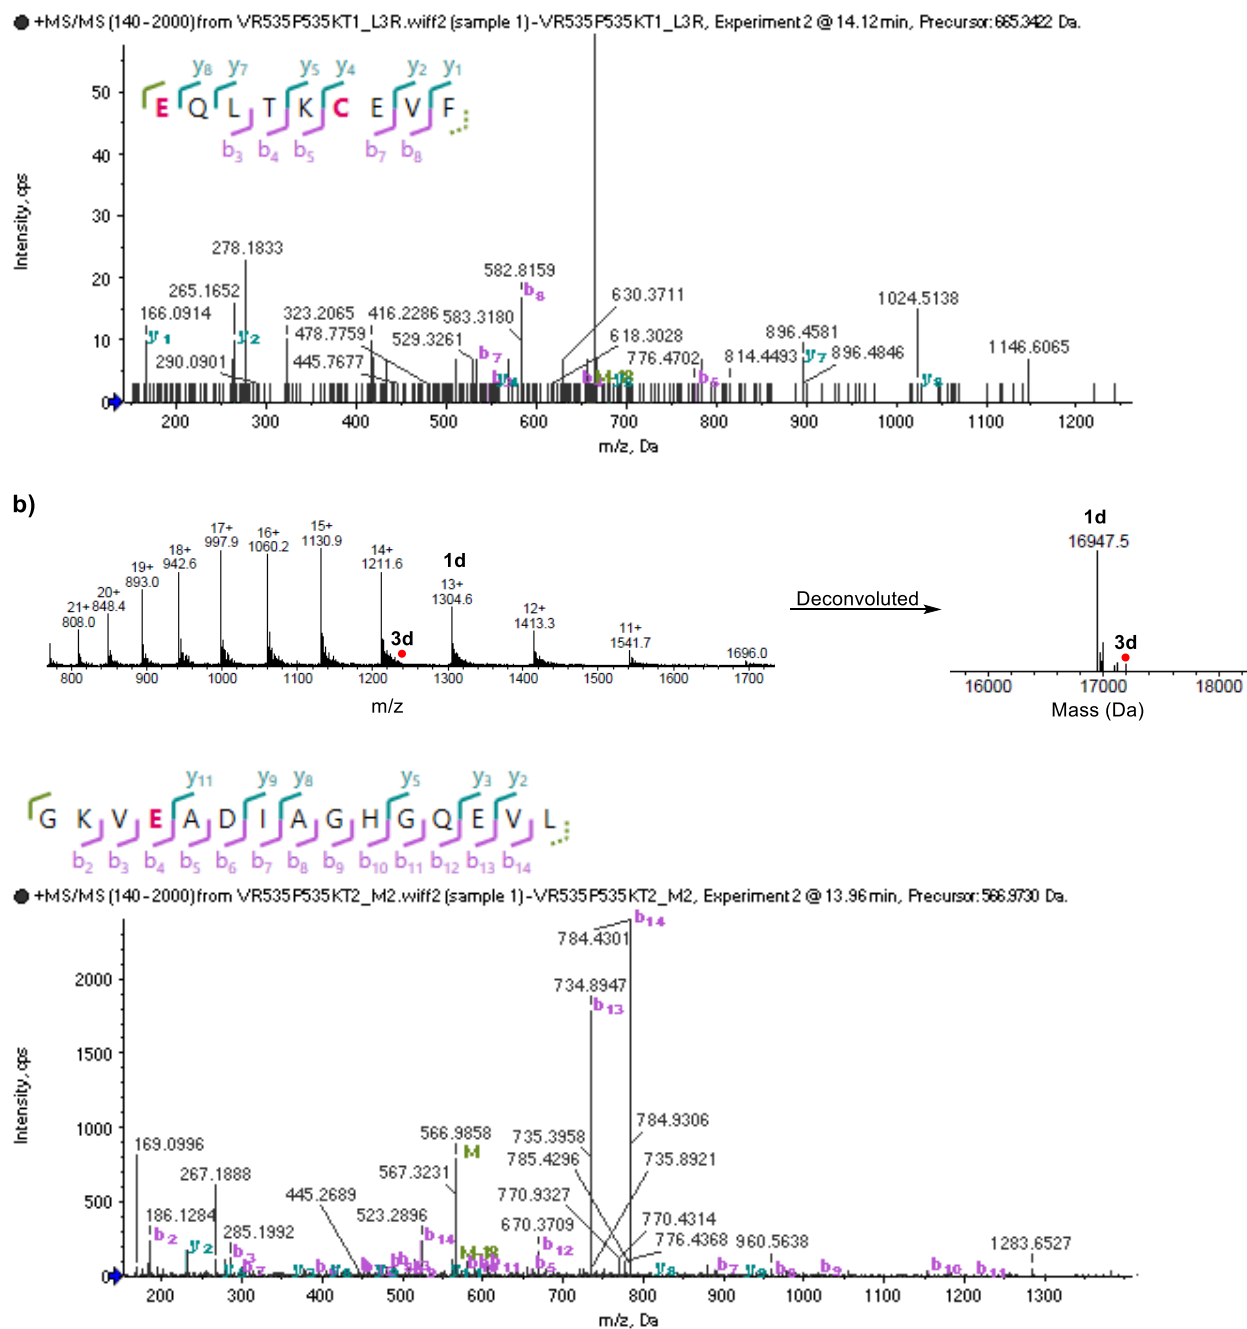 +MS/MS (140 - 2000) from VR535P535KT1_L3R.wiff2 (sample 1) - VR535P535KT1_L3R, Experiment 2 @ 14.12 min, Precursor: 665.3422 Da.
y8 y7 y5 y4 y2 y1
E Q L T K C E V F
b3 b4 b5 b7 b8
Intensity, cps
50
40
30
20
10
0
278.1833
265.1652
166.0914
290.0901
323.2065
416.2286
478.7759
445.7677
529.3261
583.3180
582.8159
630.3711
618.3028
776.4702
814.4493
896.4581
896.4846
1024.5138
1146.6065
y1
y2
b7
b8
y4
M-18
b5
y7
y8
200 300 400 500 600 700 800 900 1000 1100 1200
m/z, Da
b)
21+
808.0
20+
848.4
19+
893.0
18+
942.6
17+
997.9
16+
1060.2
15+
1130.9
14+
1211.6
3d
1d
13+
1304.6
12+
1413.3
11+
1541.7
1696.0
800 900 1000 1100 1200 1300 1400 1500 1600 1700
m/z
Deconvoluted
1d
16947.5
3d
16000 17000 18000
Mass (Da)
y11 y9 y8 y5 y3 y2
G K V E A D I A G H G Q E V L
b2 b3 b4 b5 b6 b7 b8 b9 b10 b11 b12 b13 b14
+MS/MS (140 - 2000) from VR535P535KT2_M2.wiff2 (sample 1) - VR535P535KT2_M2, Experiment 2 @ 13.96 min, Precursor: 566.9730 Da.
Intensity, cps
2000
1500
1000
500
0
b14
784.4301
734.8947
b13
784.9306
735.3958
785.4296
735.8921
770.9327
770.4314
776.4368
670.3709
b12
566.9858
M
567.3231
523.2896
b14
445.2689
169.0996
267.1888
186.1284
b2
y2
285.1992
b3
M-18
960.5638
1283.6527
b5
y8
b7
y9
b8
b9
b10
b11
200 300 400 500 600 700 800 900 1000 1100 1200 1300
m/z, Da